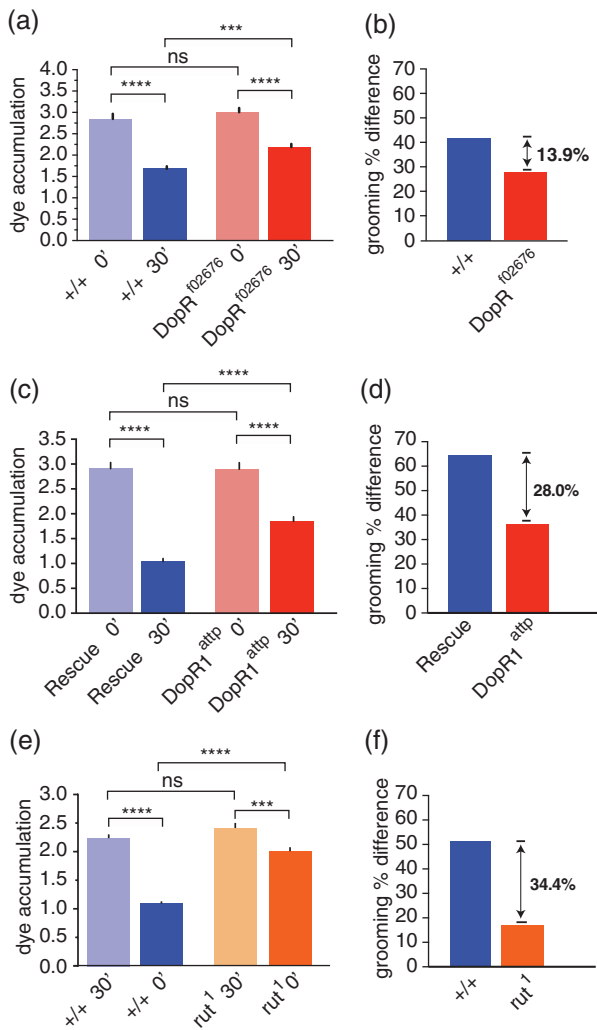 (a)
***
ns
**** ****
dye accumulation
4.0
3.5
3.0
2.5
2.0
1.5
1.0
0.5
0.0
+/+ 0'
+/+ 30'
DopR f02676 0'
DopR f02676 30'
(b)
grooming % difference
70
60
50
40
30
20
10
0
13.9%
+/+
DopR f02676
(c)
****
ns
**** ****
dye accumulation
3.5
3.0
2.5
2.0
1.5
1.0
0.5
0.0
Rescue 0'
Rescue 30'
DopR1 attp 0'
DopR1 attp 30'
(d)
grooming % difference
70
60
50
40
30
20
10
0
28.0%
Rescue
DopR1 attp
(e)
****
ns
**** ***
dye accumulation
3.0
2.5
2.0
1.5
1.0
0.5
0.0
+/+ 30'
+/+ 0'
rut 1 30'
rut 1 0'
(f)
grooming % difference
70
60
50
40
30
20
10
0
34.4%
+/+
rut 1